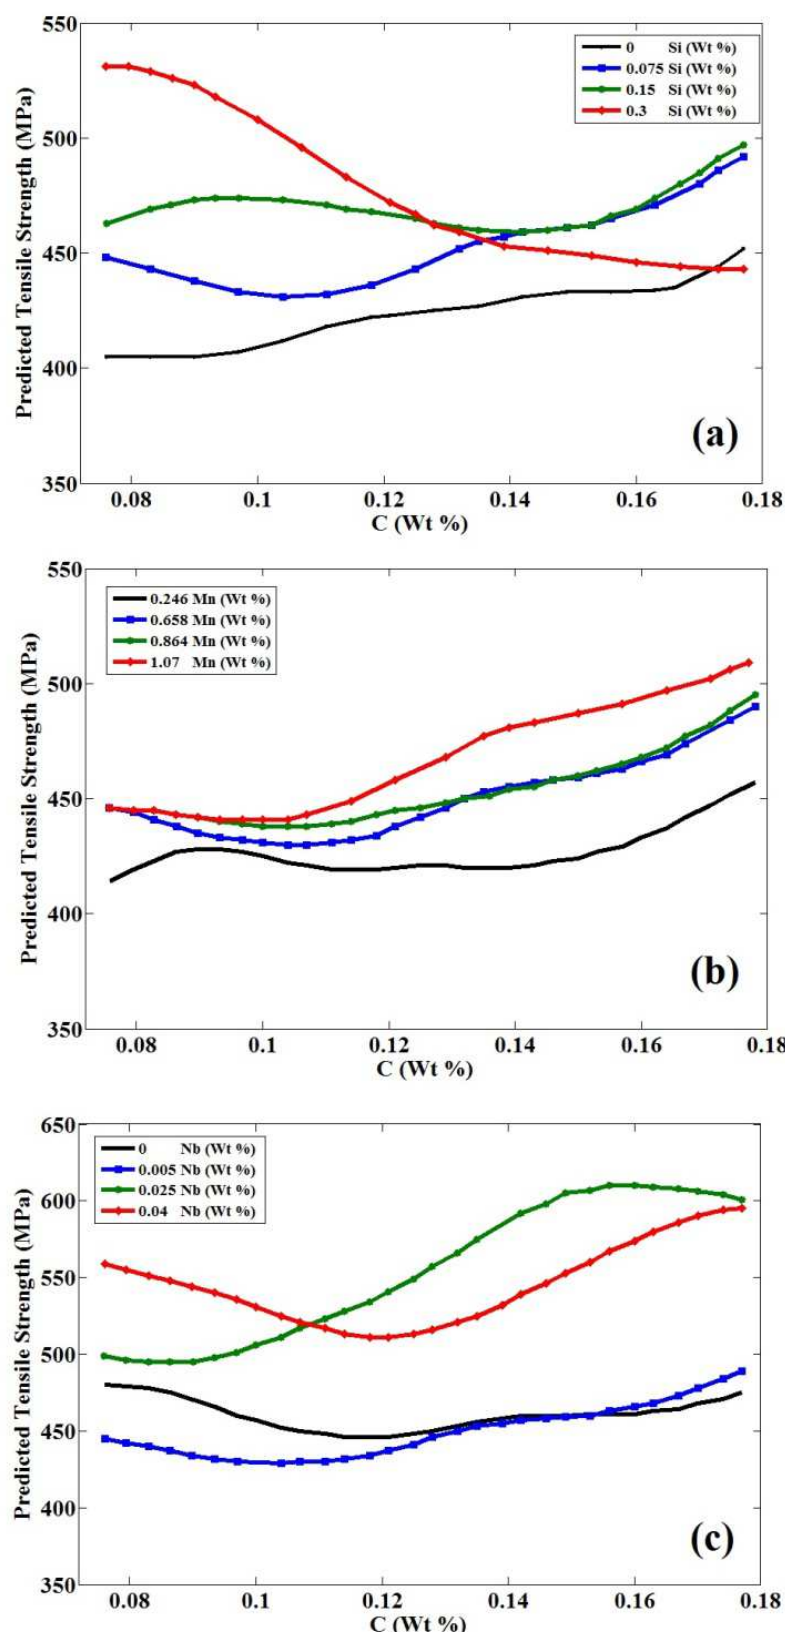 550
500
450
400
350
Predicted Tensile Strength (MPa)
0 Si (Wt %)
0.075 Si (Wt %)
0.15 Si (Wt %)
0.3 Si (Wt %)
(a)
0.08 0.1 0.12 0.14 0.16 0.18
C (Wt %)
550
500
450
400
350
Predicted Tensile Strength (MPa)
0.246 Mn (Wt %)
0.658 Mn (Wt %)
0.864 Mn (Wt %)
1.07 Mn (Wt %)
(b)
0.08 0.1 0.12 0.14 0.16 0.18
C (Wt %)
650
600
550
500
450
400
350
Predicted Tensile Strength (MPa)
0 Nb (Wt %)
0.005 Nb (Wt %)
0.025 Nb (Wt %)
0.04 Nb (Wt %)
(c)
0.08 0.1 0.12 0.14 0.16 0.18
C (Wt %)